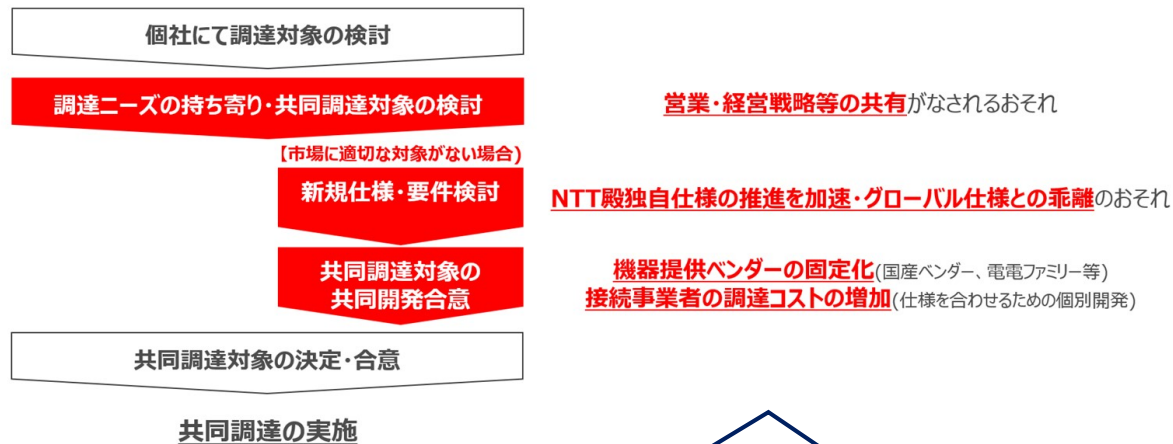 個社にて調達対象の検討
調達ニーズの持ち寄り・共同調達対象の検討
営業・経営戦略等の共有がなされるおそれ
【市場に適切な対象がない場合)
新規仕様・要件検討
NTT殿独自仕様の推進を加速・グローバル仕様との乖離のおそれ
共同調達対象の
共同開発合意
機器提供ベンダーの固定化(国産ベンダー、電電ファミリー等)
接続事業者の調達コストの増加(仕様を合わせるための個別開発)
共同調達対象の決定・合意
共同調達の実施